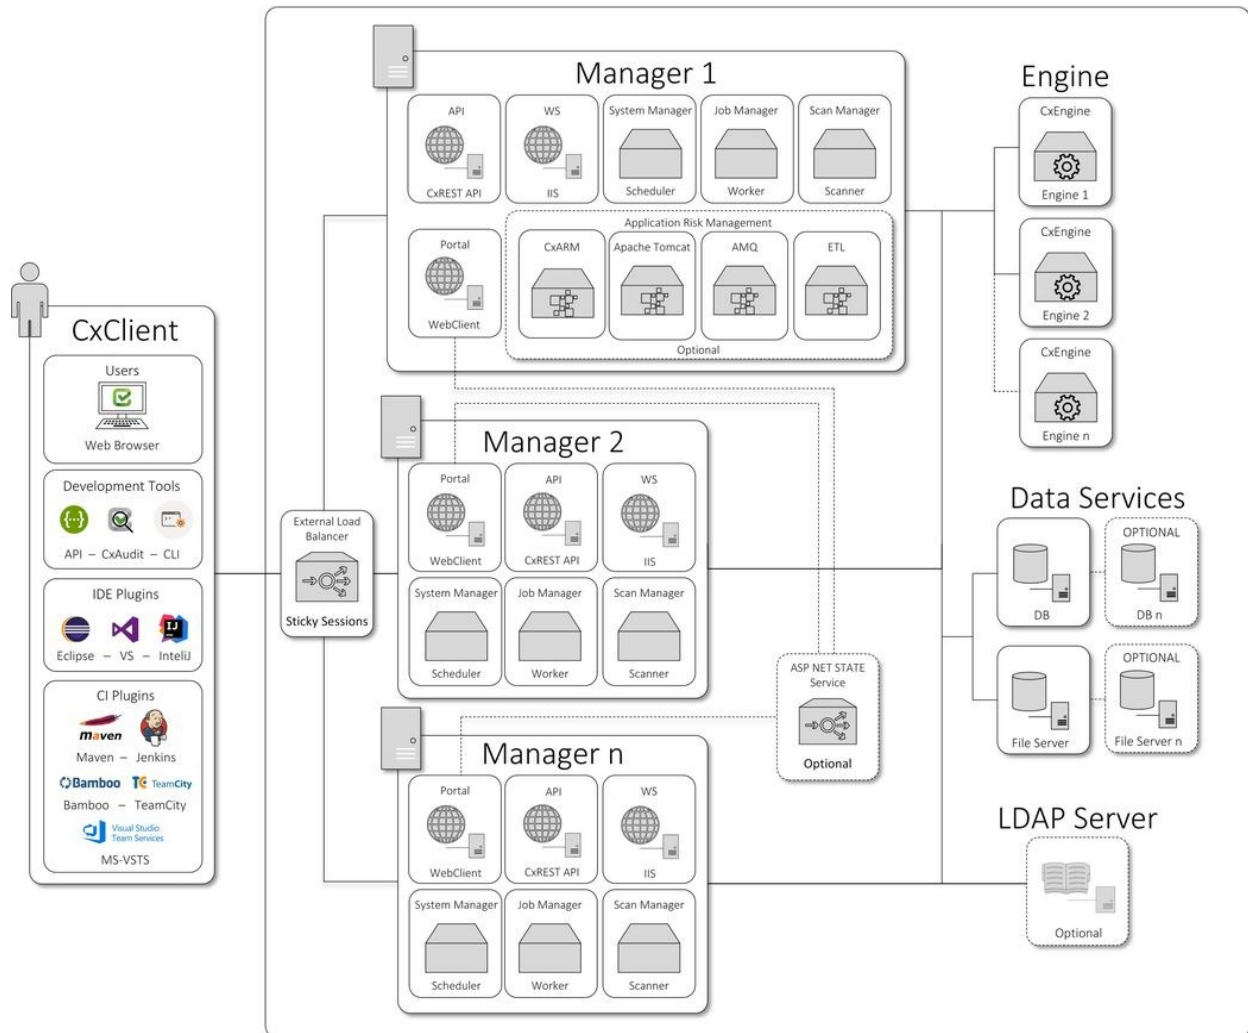 CxClient
Users
Web Browser
Development Tools
API – CxAudit – CLI
IDE Plugins
IJ
Eclipse – VS – InteliJ
CI Plugins
maven
Maven – Jenkins
Bamboo TC TeamCity
Bamboo – TeamCity
Visual Studio
Team Services
MS-VSTS
External Load
Balancer
Sticky Sessions
Manager 1
API
WS
System Manager
Job Manager
Scan Manager
CxREST API
IIS
Scheduler
Worker
Scanner
Application Risk Management
Portal
CxARM
Apache Tomcat
AMQ
ETL
WebClient
Optional
Manager 2
Portal
API
WS
WebClient
CxREST API
IIS
System Manager
Job Manager
Scan Manager
Scheduler
Worker
Scanner
Manager n
Portal
API
WS
WebClient
CxREST API
IIS
System Manager
Job Manager
Scan Manager
Scheduler
Worker
Scanner
ASP NET STATE
Service
Optional
Engine
CxEngine
Engine 1
CxEngine
Engine 2
CxEngine
Engine n
Data Services
DB
OPTIONAL
DB n
File Server
OPTIONAL
File Server n
LDAP Server
Optional